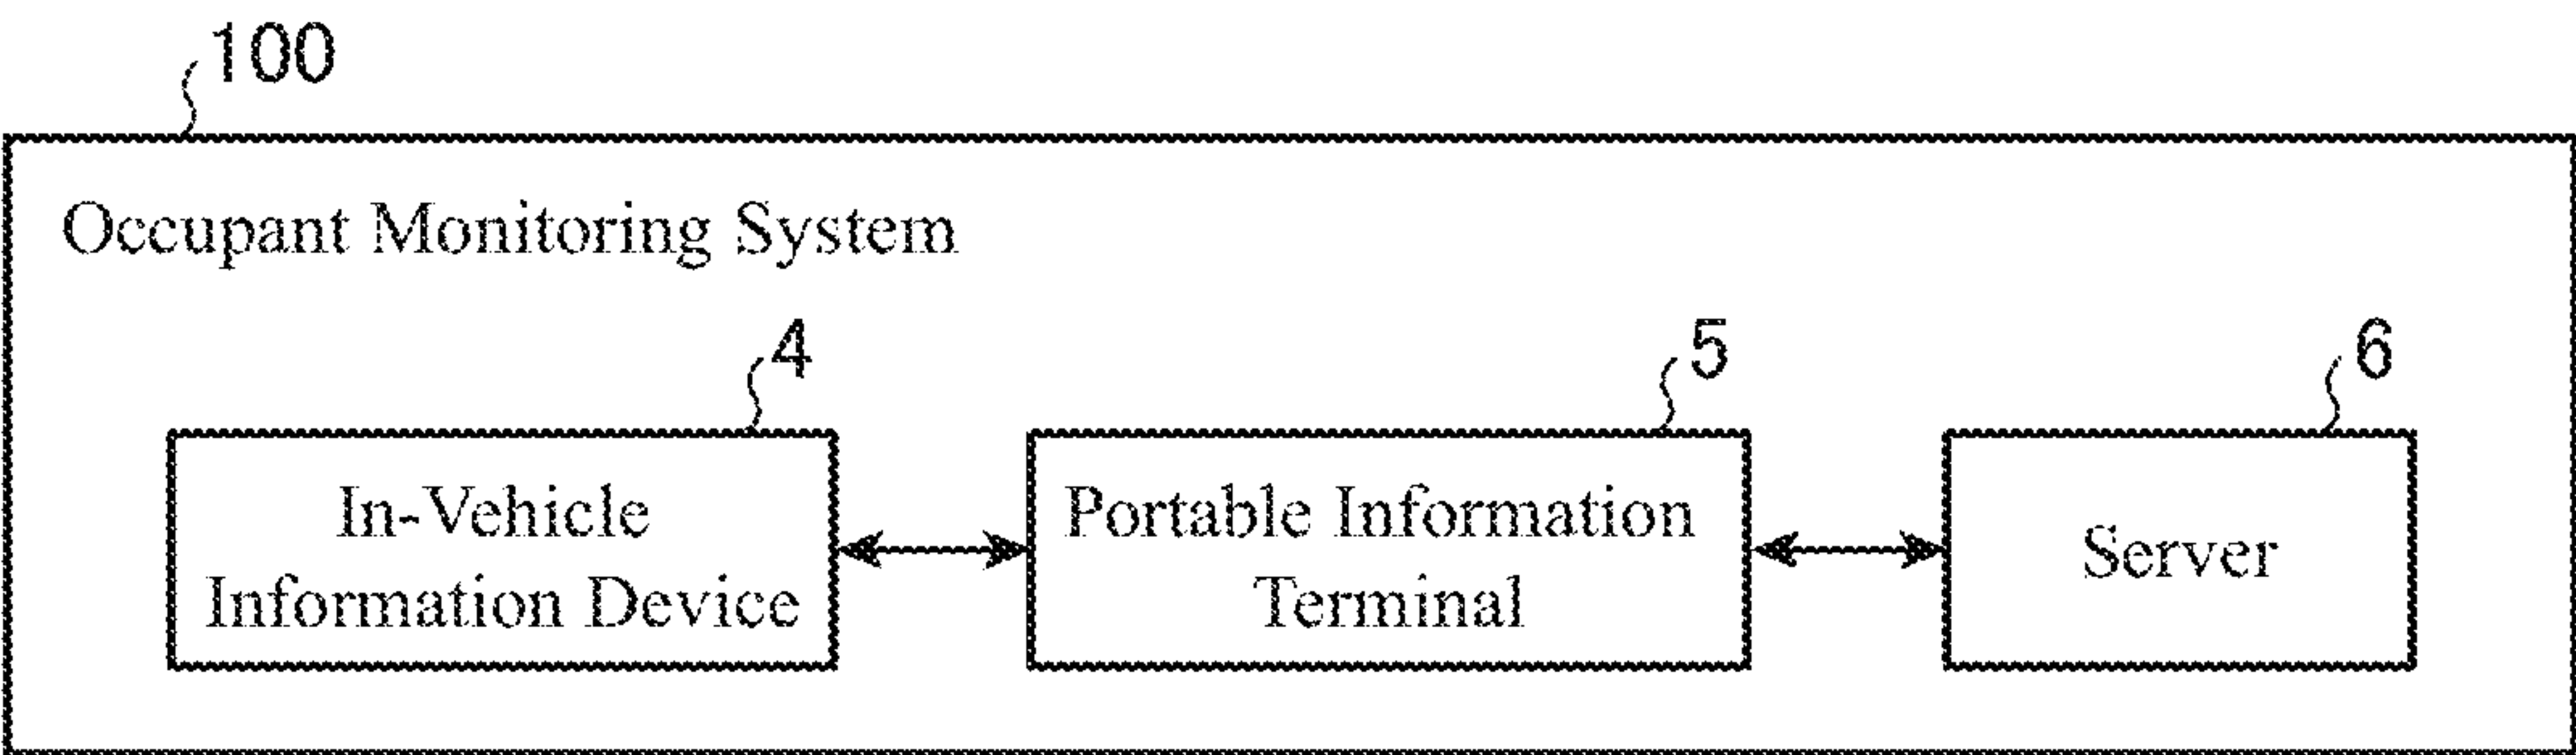 100
Occupant Monitoring System
4
5
6
In-Vehicle
Information Device
Portable Information
Terminal
Server